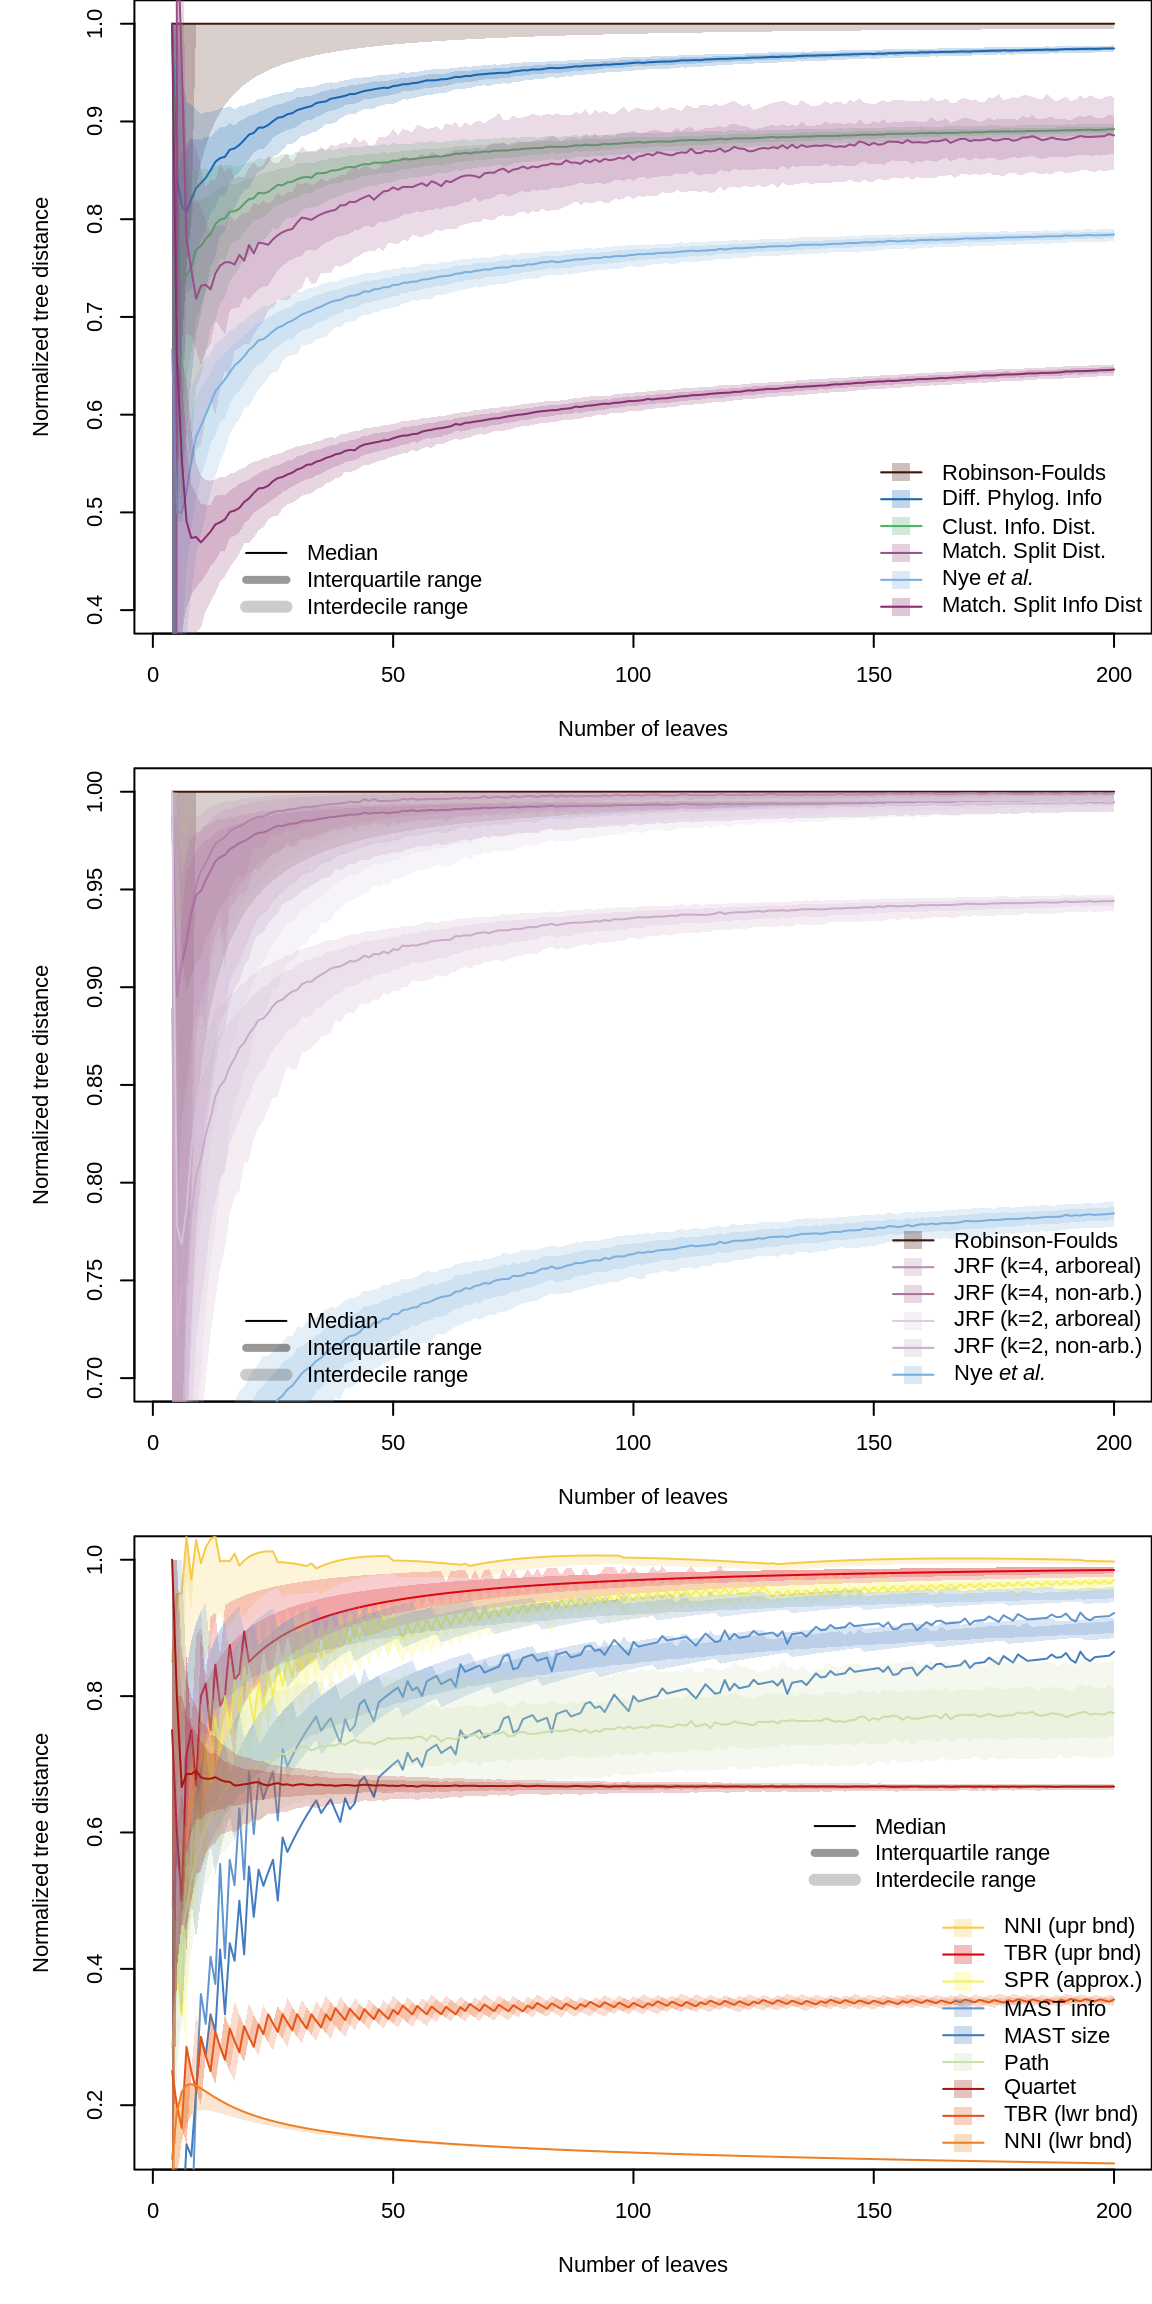 1.0
0.9
0.8
0.7
0.6
0.5
0.4
Normalized tree distance
Robinson-Foulds
Diff. Phylog. Info
Clust. Info. Dist.
Match. Split Dist.
Nye et al.
Match. Split Info Dist
Median
Interquartile range
Interdecile range
0 50 100 150 200
Number of leaves
1.00
0.95
0.90
0.85
0.80
0.75
0.70
Normalized tree distance
Robinson-Foulds
JRF (k=4, arboreal)
JRF (k=4, non-arb.)
JRF (k=2, arboreal)
JRF (k=2, non-arb.)
Nye et al.
Median
Interquartile range
Interdecile range
0 50 100 150 200
Number of leaves
1.0
0.8
0.6
0.4
0.2
Normalized tree distance
Median
Interquartile range
Interdecile range
NNI (upr bnd)
TBR (upr bnd)
SPR (approx.)
MAST info
MAST size
Path
Quartet
TBR (lwr bnd)
NNI (lwr bnd)
0 50 100 150 200
Number of leaves